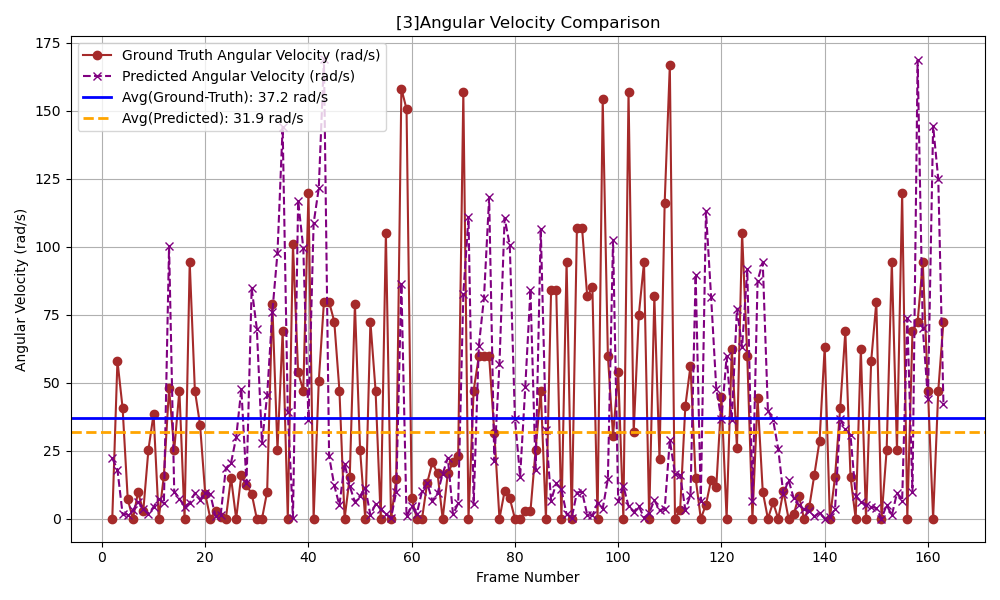 [3]Angular Velocity Comparison
Ground Truth Angular Velocity (rad/s)
Predicted Angular Velocity (rad/s)
Avg(Ground-Truth): 37.2 rad/s
Avg(Predicted): 31.9 rad/s
Angular Velocity (rad/s)
175
150
125
100
75
50
25
0
0 20 40 60 80 100 120 140 160
Frame Number